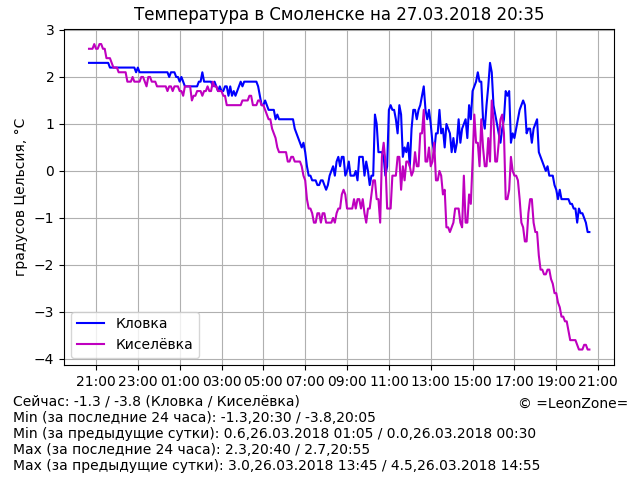 Температура в Смоленске на 27.03.2018 20:35
градусов Цельсия, °C
3
2
1
0
−1
−2
−3
−4
Кловка
Киселёвка
21:00 23:00 01:00 03:00 05:00 07:00 09:00 11:00 13:00 15:00 17:00 19:00 21:00
Сейчас: -1.3 / -3.8 (Кловка / Киселёвка)
© =LeonZone=
Min (за последние 24 часа): -1.3,20:30 / -3.8,20:05
Min (за предыдущие сутки): 0.6,26.03.2018 01:05 / 0.0,26.03.2018 00:30
Max (за последние 24 часа): 2.3,20:40 / 2.7,20:55
Max (за предыдущие сутки): 3.0,26.03.2018 13:45 / 4.5,26.03.2018 14:55